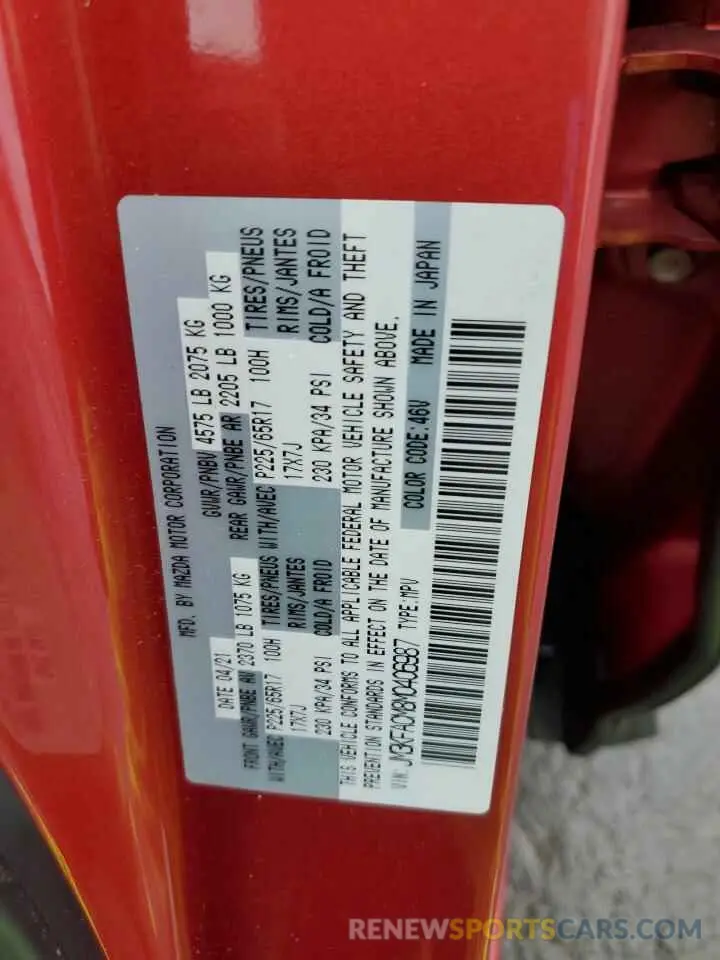 MFD. BY MAZDA MOTOR CORPORATION
DATE 04/21 GVWR/PNBV 4575 LB 2075 KG
FRONT GAWR/PNBE AV 2370 LB 1075 KG REAR GAWR/PNBE AR 2205 LB 1000 KG
WITH/AVEC P225/65R17 100H TIRES/PNEUS WITH/AVEC P225/65R17 100H TIRES/PNEUS
17X7J RIMS/JANTES 17X7J RIMS/JANTES
230 KPA/34 PSI COLD/A FROID 230 KPA/34 PSI COLD/A FROID
THIS VEHICLE CONFORMS TO ALL APPLICABLE FEDERAL MOTOR VEHICLE SAFETY AND THEFT
PREVENTION STANDARDS IN EFFECT ON THE DATE OF MANUFACTURE SHOWN ABOVE.
VIN: JM3KFACM8M0406987 TYPE:MPV COLOR CODE:46V MADE IN JAPAN
RENEWSPORTSCARS.COM